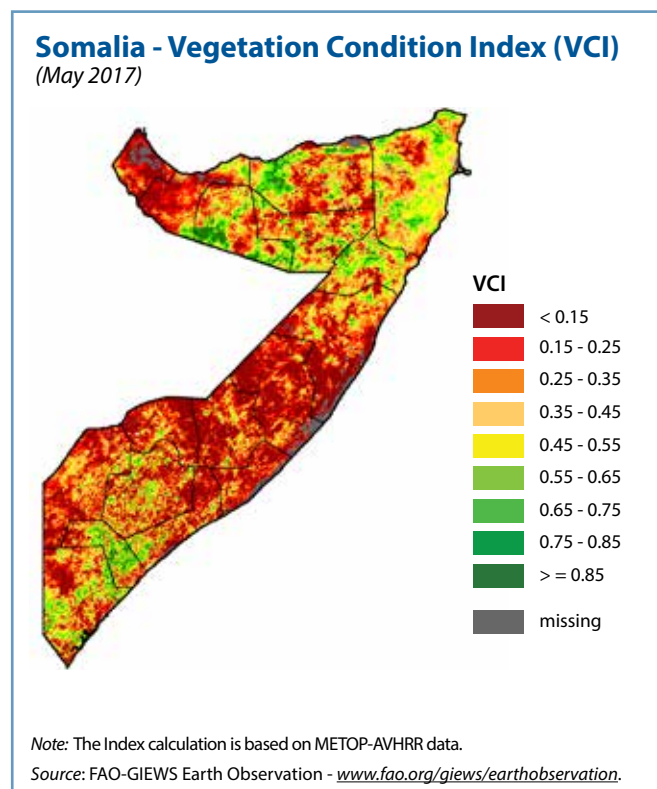 Somalia - Vegetation Condition Index (VCI)
(May 2017)
VCI
< 0.15
0.15 - 0.25
0.25 - 0.35
0.35 - 0.45
0.45 - 0.55
0.55 - 0.65
0.65 - 0.75
0.75 - 0.85
> = 0.85
missing
Note: The Index calculation is based on METOP-AVHRR data.
Source: FAO-GIEWS Earth Observation - www.fao.org/giews/earthobservation.